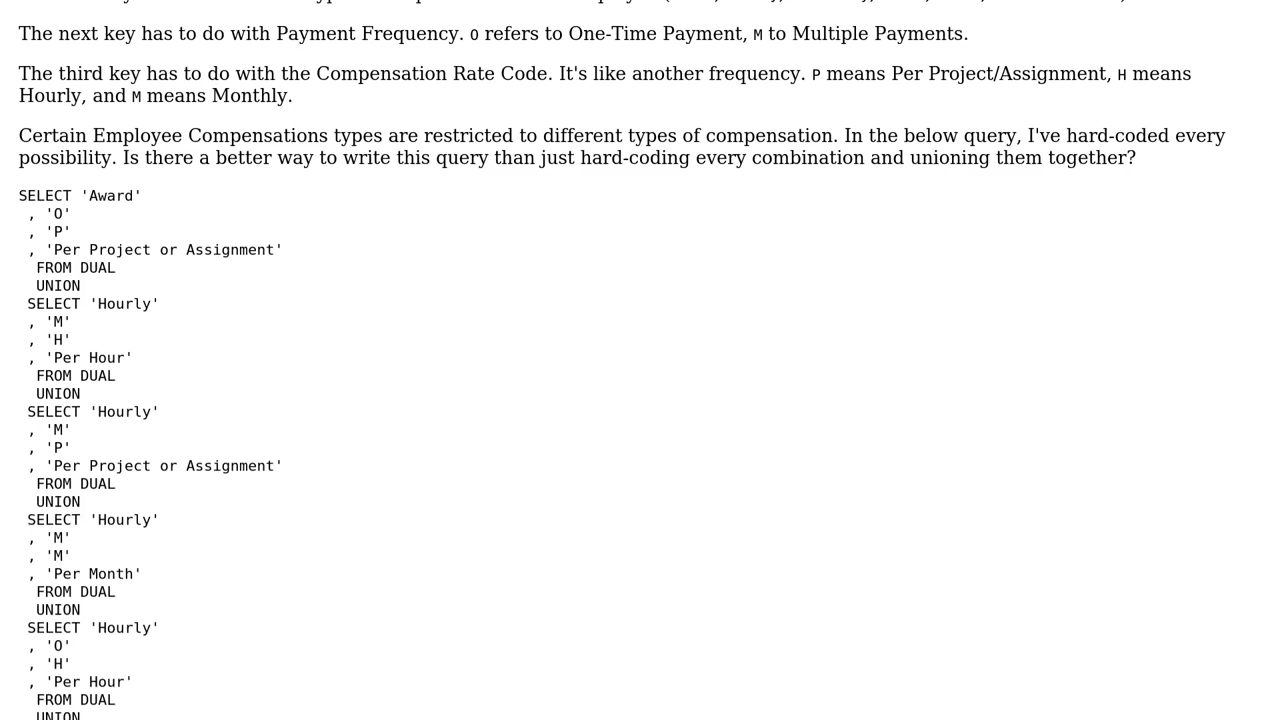 The next key has to do with Payment Frequency. O refers to One-Time Payment, M to Multiple Payments.
The third key has to do with the Compensation Rate Code. It's like another frequency. P means Per Project/Assignment, H means
Hourly, and M means Monthly.
Certain Employee Compensations types are restricted to different types of compensation. In the below query, I've hard-coded every
possibility. Is there a better way to write this query than just hard-coding every combination and unioning them together?
SELECT 'Award'
, 'O'
, 'P'
, 'Per Project or Assignment'
FROM DUAL
UNION
SELECT 'Hourly'
, 'M'
, 'H'
, 'Per Hour'
FROM DUAL
UNION
SELECT 'Hourly'
, 'M'
, 'P'
, 'Per Project or Assignment'
FROM DUAL
UNION
SELECT 'Hourly'
, 'M'
, 'M'
, 'Per Month'
FROM DUAL
UNION
SELECT 'Hourly'
, 'O'
, 'H'
, 'Per Hour'
FROM DUAL
UNION